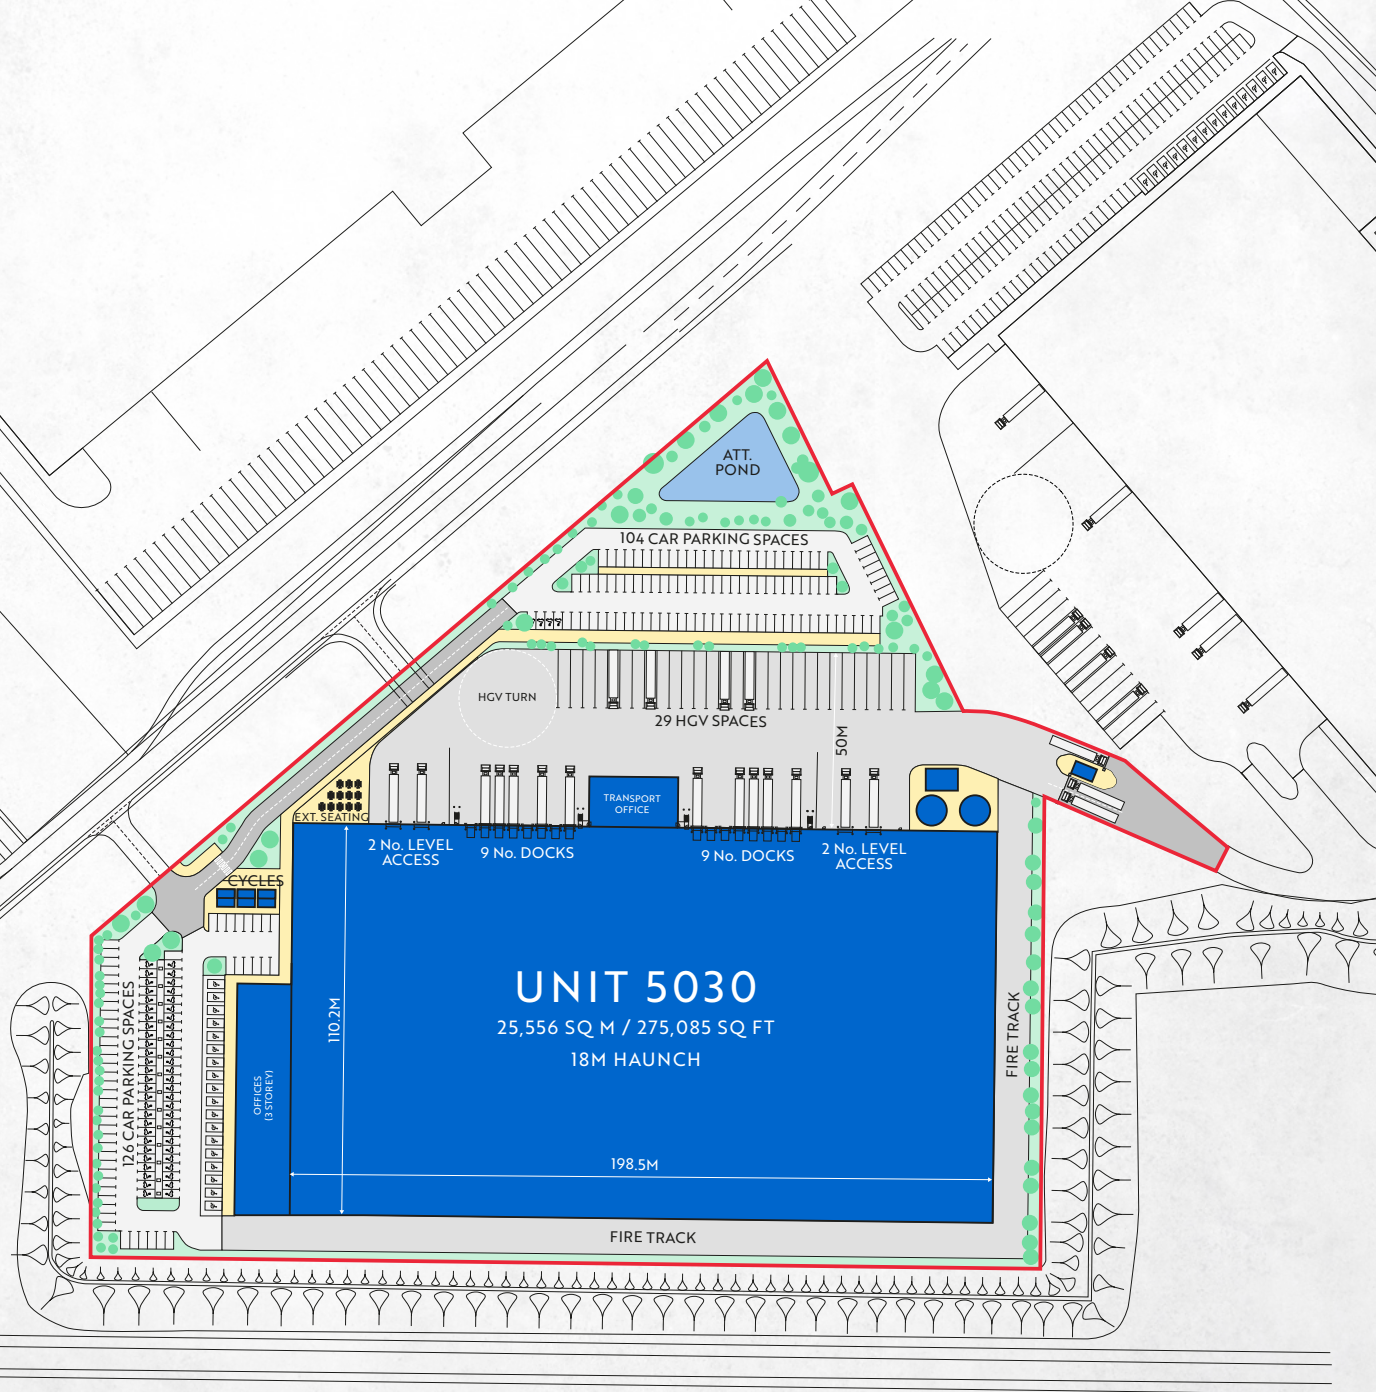 ATT.
POND
104 CAR PARKING SPACES
HGV TURN
29 HGV SPACES
50M
EXT. SEATING
TRANSPORT
OFFICE
2 No. LEVEL
ACCESS
9 No. DOCKS
9 No. DOCKS
2 No. LEVEL
ACCESS
CYCLES
126 CAR PARKING SPACES
OFFICES
(3 STOREY)
110.2M
UNIT 5030
25,556 SQ M / 275,085 SQ FT
18M HAUNCH
FIRE TRACK
198.5M
FIRE TRACK